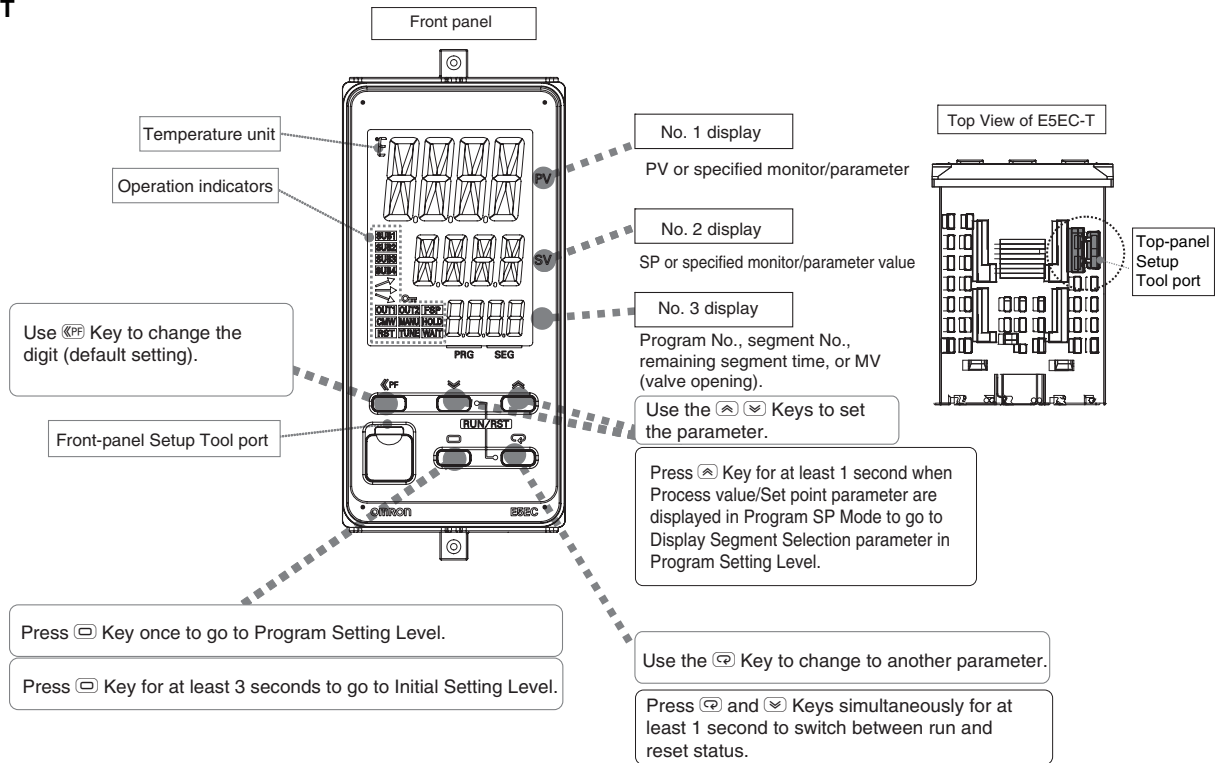 T
Front panel
Temperature unit
Operation indicators
No. 1 display
PV or specified monitor/parameter
No. 2 display
SP or specified monitor/parameter value
No. 3 display
Program No., segment No.,
remaining segment time, or MV
(valve opening).
Top View of E5EC-T
Top-panel
Setup
Tool port
°F
PV
SUB1
SUB2
SUB3
SUB4
SV
OUT1 OUT2 FSP
CMW MANU HOLD
RST TUNE WAIT
PRG SEG
Use PF Key to change the
digit (default setting).
PF
RUN/RST
Front-panel Setup Tool port
OMRON
E5EC
Use the Keys to set
the parameter.
Press Key for at least 1 second when
Process value/Set point parameter are
displayed in Program SP Mode to go to
Display Segment Selection parameter in
Program Setting Level.
Press Key once to go to Program Setting Level.
Press Key for at least 3 seconds to go to Initial Setting Level.
Use the Key to change to another parameter.
Press and Keys simultaneously for at
least 1 second to switch between run and
reset status.